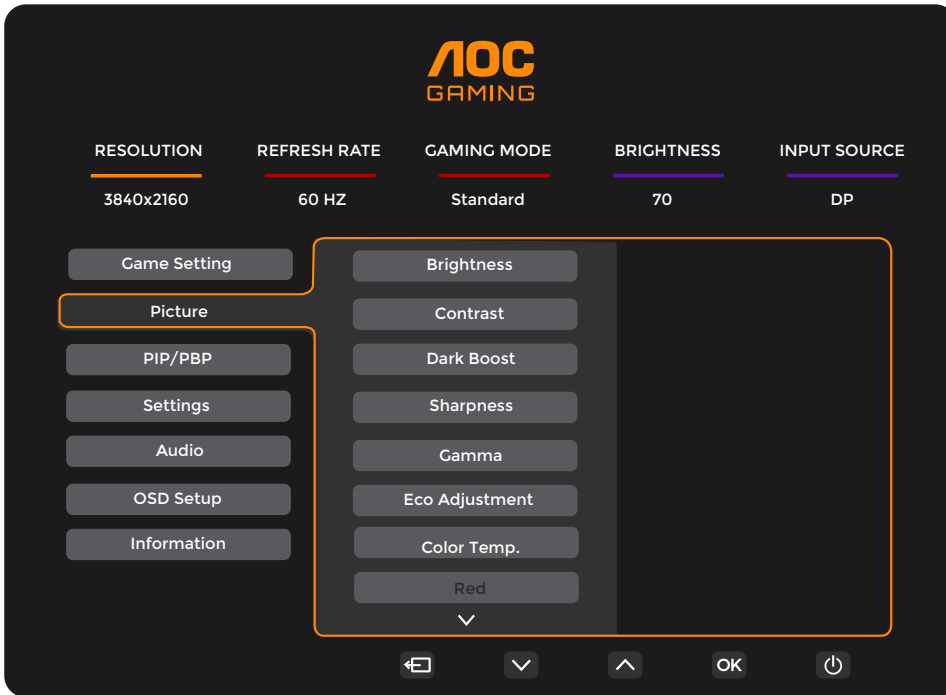 AOC
GAMING
RESOLUTION REFRESH RATE GAMING MODE BRIGHTNESS INPUT SOURCE
3840x2160 60 HZ Standard 70 DP
Game Setting
Picture
PIP/PBP
Settings
Audio
OSD Setup
Information
Brightness
Contrast
Dark Boost
Sharpness
Gamma
Eco Adjustment
Color Temp.
Red
OK